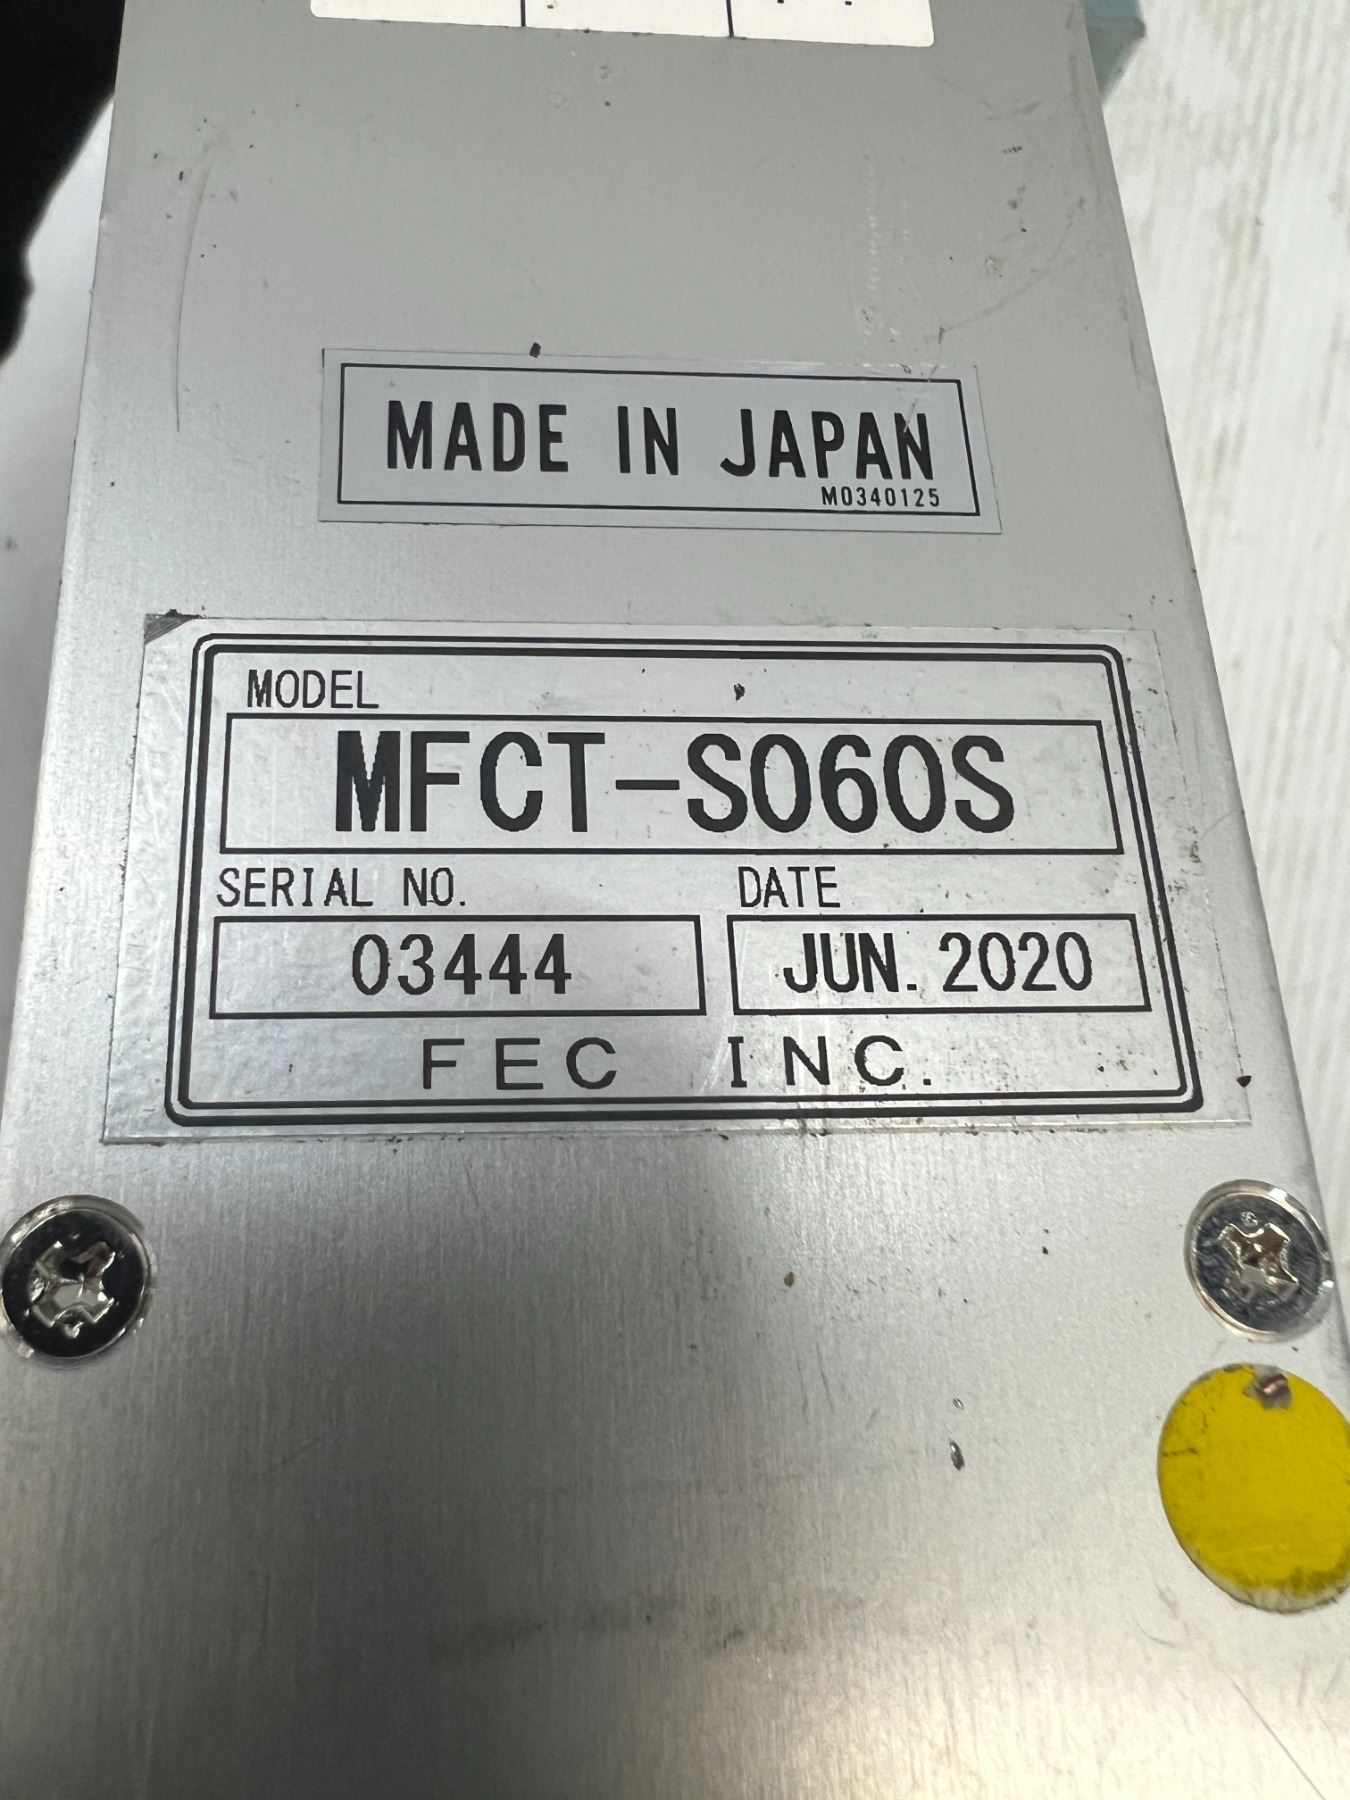 MADE IN JAPAN
M0340125
MODEL
MFCT-S060S
SERIAL NO. DATE
03444 JUN. 2020
FEC INC.